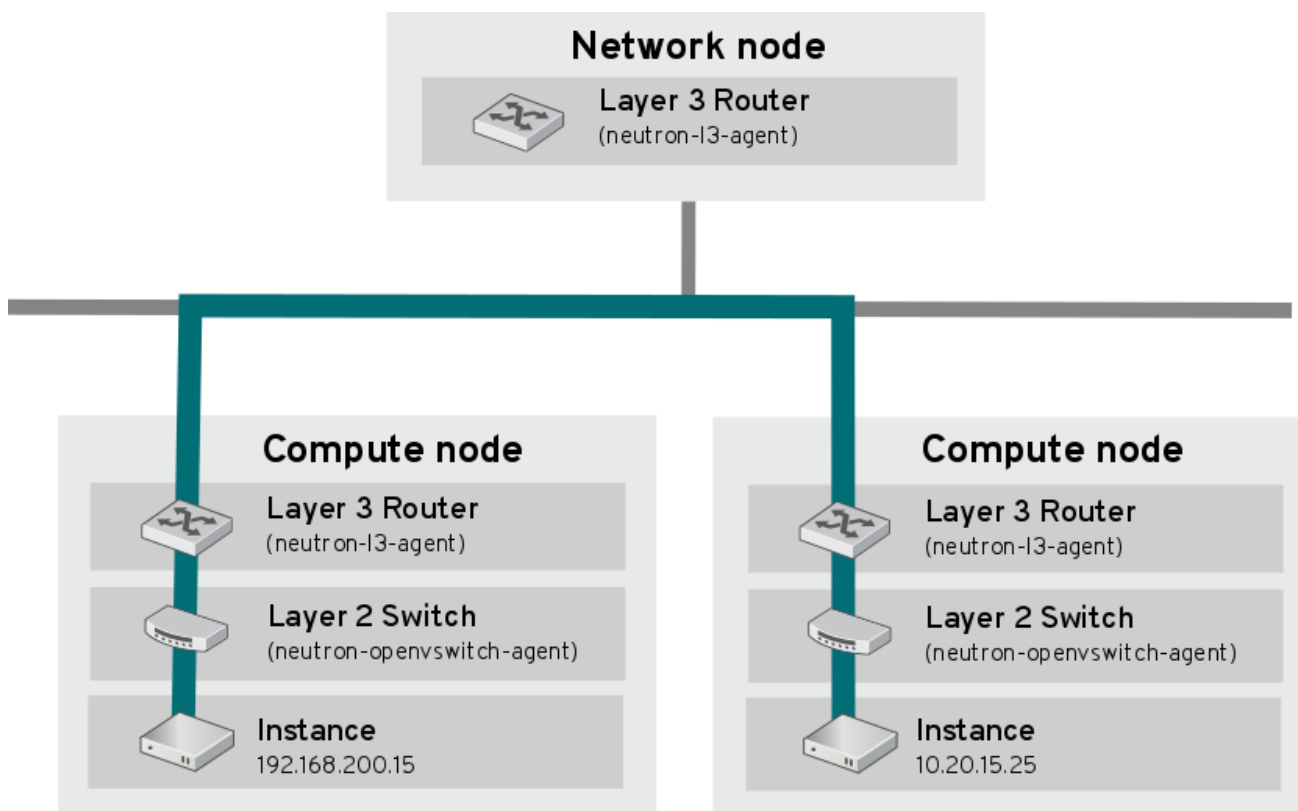 Network node
Layer 3 Router
(neutron-l3-agent)
Compute node
Layer 3 Router
(neutron-l3-agent)
Layer 2 Switch
(neutron-openvswitch-agent)
Instance
192.168.200.15
Compute node
Layer 3 Router
(neutron-l3-agent)
Layer 2 Switch
(neutron-openvswitch-agent)
Instance
10.20.15.25